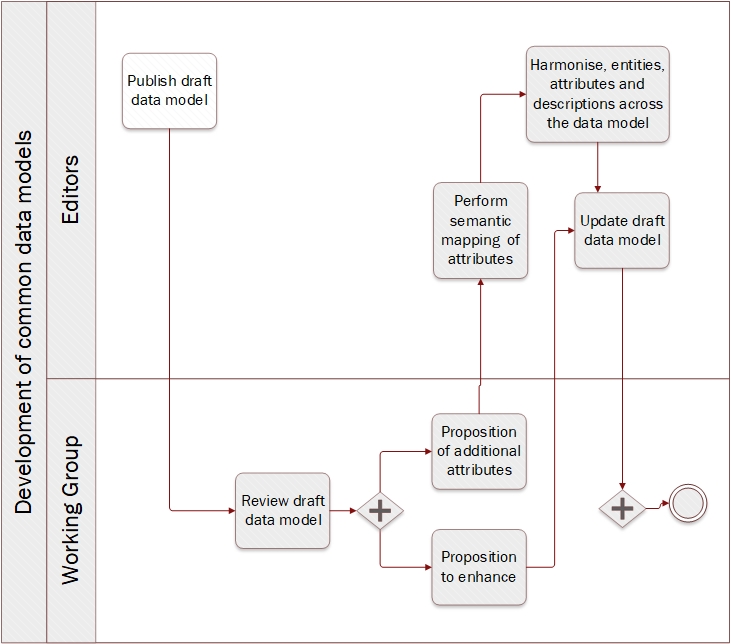 Development of common data models
Editors
Working Group
Publish draft
data model
Harmonise, entities,
attributes and
descriptions across
the data model
Perform
semantic
mapping of
attributes
Update draft
data model
Proposition
of additional
attributes
Review draft
data model
Proposition
to enhance